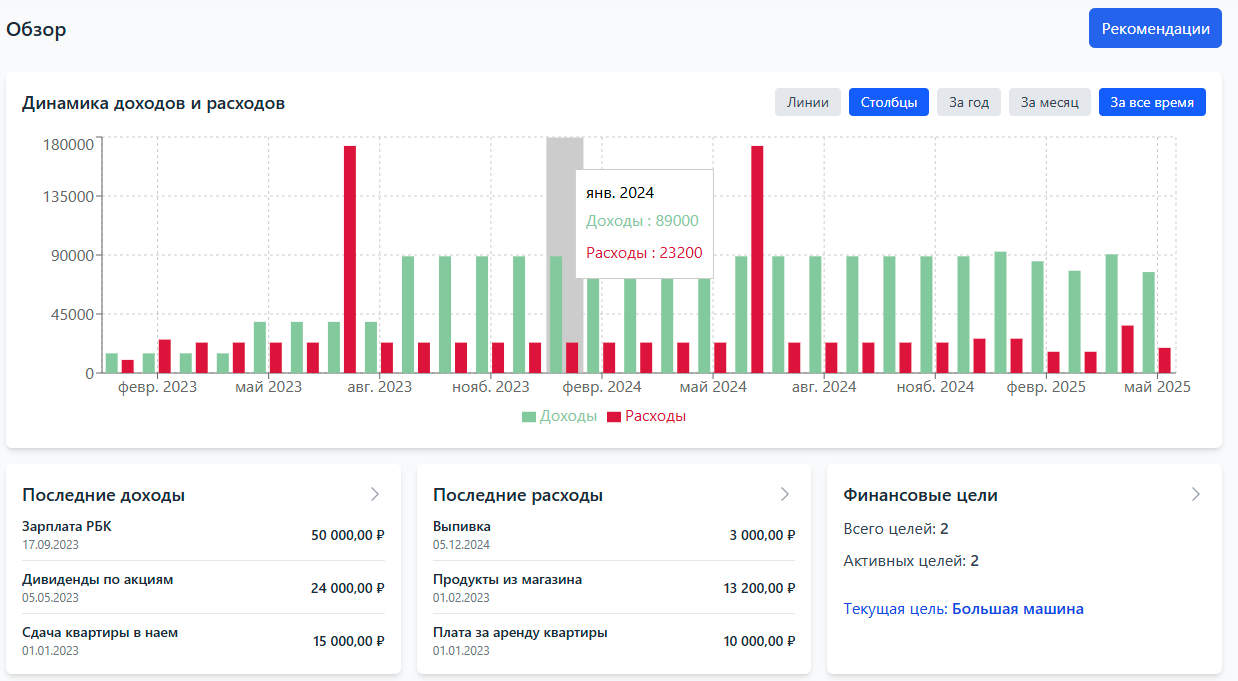 Обзор
Рекомендации
Динамика доходов и расходов
Линии Столбцы За год За месяц За все время
180000
135000
90000
45000
0
янв. 2024
Доходы : 89000
Расходы : 23200
февр. 2023 май 2023 авг. 2023 нояб. 2023 февр. 2024 май 2024 авг. 2024 нояб. 2024 февр. 2025 май 2025
Доходы Расходы
Последние доходы
Зарплата РБК
17.09.2023
50 000,00 ₽
Дивиденды по акциям
05.05.2023
24 000,00 ₽
Сдача квартиры в наем
01.01.2023
15 000,00 ₽
Последние расходы
Выпивка
05.12.2024
3 000,00 ₽
Продукты из магазина
01.02.2023
13 200,00 ₽
Плата за аренду квартиры
01.01.2023
10 000,00 ₽
Финансовые цели
Всего целей: 2
Активных целей: 2
Текущая цель: Большая машина